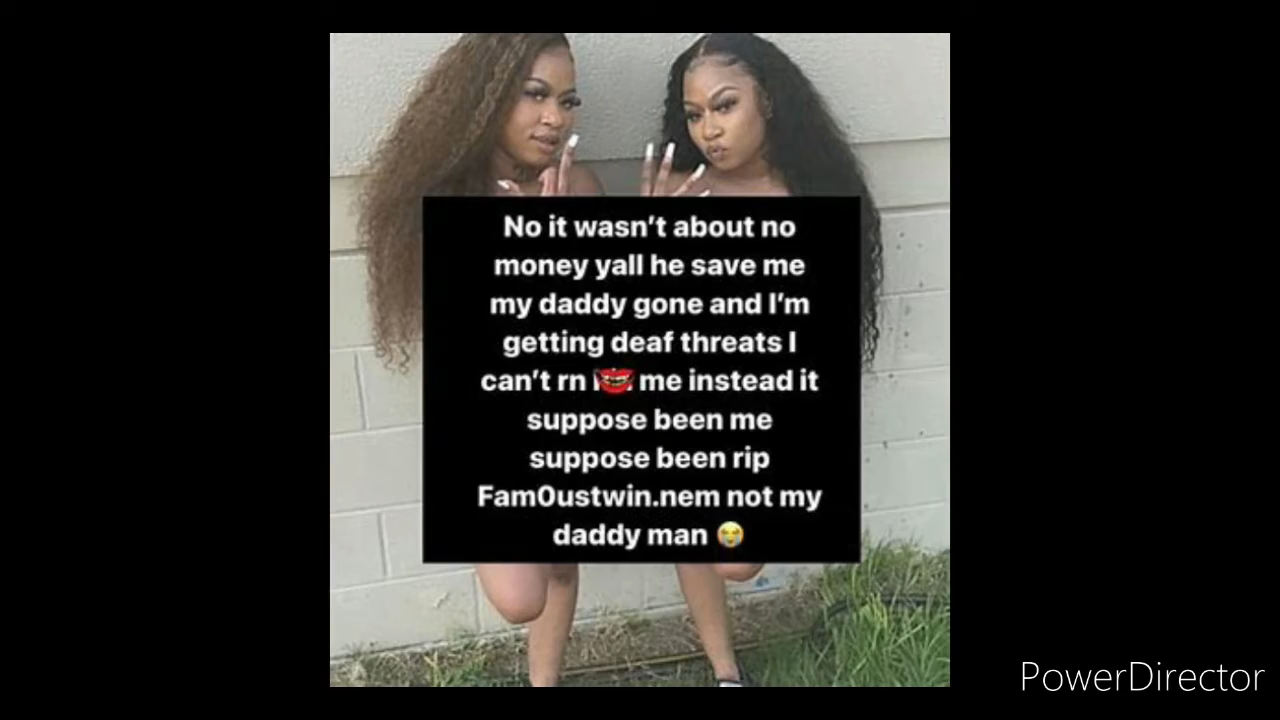 No it wasn't about no
money yall he save me
my daddy gone and I'm
getting deaf threats I
can't rn me instead it
suppose been me
suppose been rip
Fam0ustwin.nem not my
daddy man 😭
PowerDirector